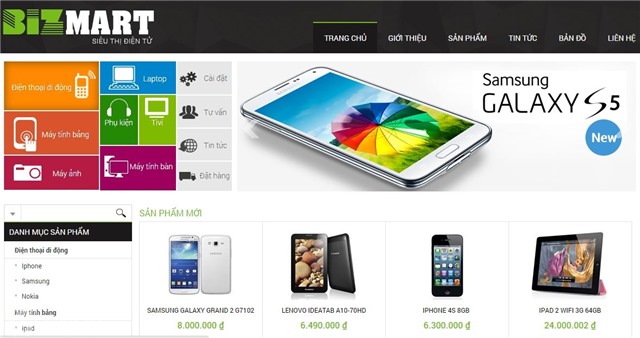 BIZMART
SIÊU THỊ ĐIỆN TỬ
TRANG CHỦ
GIỚI THIỆU
SẢN PHẨM
TIN TỨC
BẢN ĐỒ
LIÊN HỆ
Điện thoại di động
Laptop
Phụ kiện
Tivi
Máy tính bảng
Máy ảnh
Máy tính bàn
Cài đặt
Tư vấn
Tin tức
Đặt hàng
Samsung
GALAXY S5
New
DANH MỤC SẢN PHẨM
Điện thoại di động
Iphone
Samsung
Nokia
Máy tính bảng
Ipad
SẢN PHẨM MỚI
SAMSUNG GALAXY GRAND 2 G7102
8.000.000 ₫
LENOVO IDEATAB A10-70HD
6.490.000 ₫
IPHONE 4S 8GB
6.300.000 ₫
IPAD 2 WIFI 3G 64GB
24.000.002 ₫